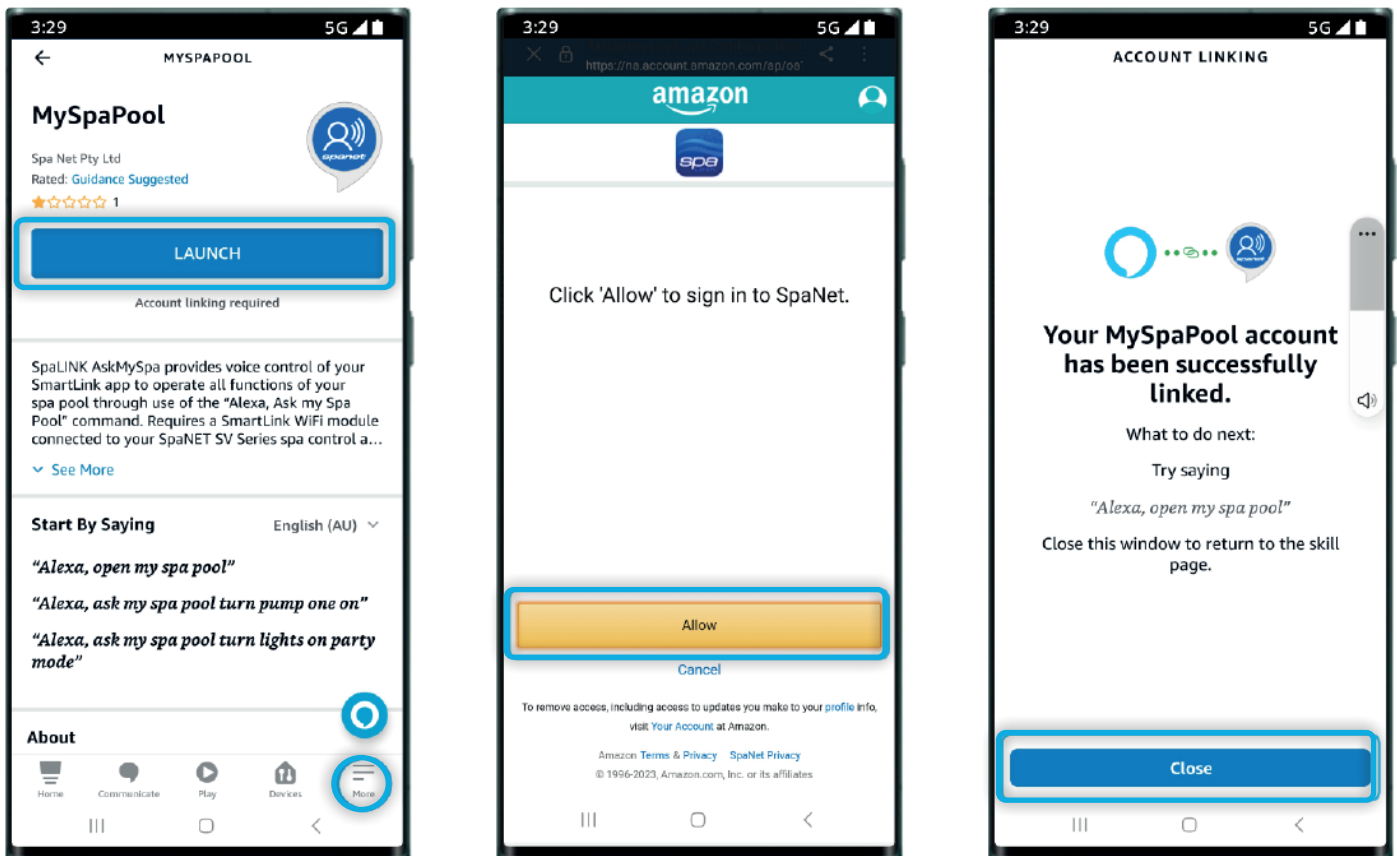 3:29
5G
MYSPAPOOL
MySpaPool
spanet
Spa Net Pty Ltd
Rated: Guidance Suggested
1
LAUNCH
Account linking required
SpaLINK AskMySpa provides voice control of your
SmartLink app to operate all functions of your
spa pool through use of the “Alexa, Ask my Spa
Pool” command. Requires a SmartLink WiFi module
connected to your SpaNET SV Series spa control a...
See More
Start By Saying
English (AU)
“Alexa, open my spa pool”
“Alexa, ask my spa pool turn pump one on”
“Alexa, ask my spa pool turn lights on party
mode”
About
Home
Communicate
Play
Devices
More
3:29
5G
https://na.account.amazon.com/ap/oa
amazon
spa
Click 'Allow' to sign in to SpaNet.
Allow
Cancel
To remove access, including access to updates you make to your profile info,
visit Your Account at Amazon.
Amazon Terms & Privacy SpaNet Privacy
© 1996-2023, Amazon.com, Inc. or its affiliates
3:29
5G
ACCOUNT LINKING
spanet
Your MySpaPool account
has been successfully
linked.
What to do next:
Try saying
“Alexa, open my spa pool”
Close this window to return to the skill
page.
Close